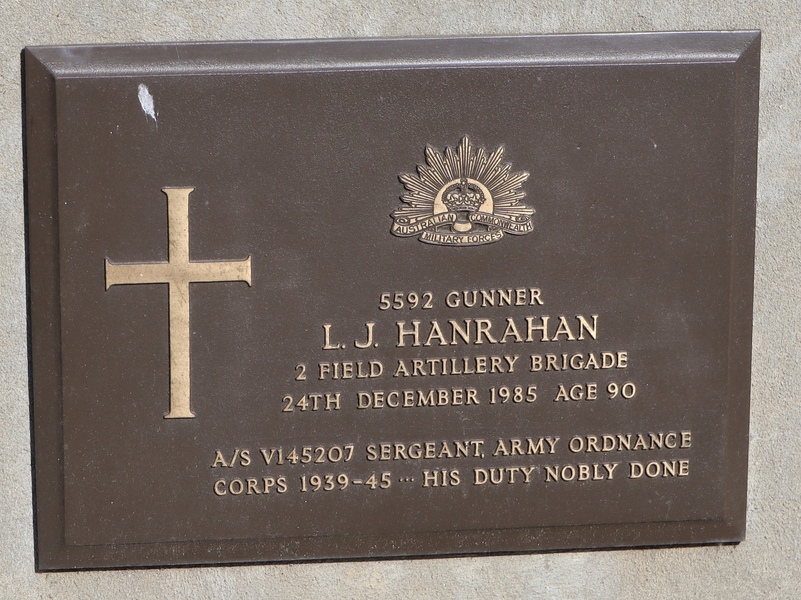 AUSTRALIAN COMMONWEALTH
MILITARY FORCES
5592 GUNNER
L. J. HANRAHAN
2 FIELD ARTILLERY BRIGADE
24TH DECEMBER 1985 AGE 90
A/S V145207 SERGEANT, ARMY ORDNANCE
CORPS 1939-45 ... HIS DUTY NOBLY DONE